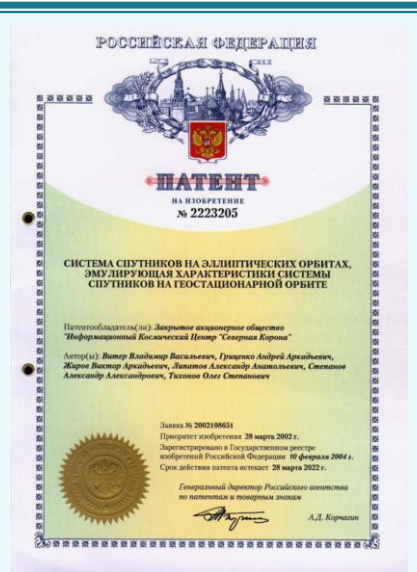 РОССИЙСКАЯ ФЕДЕРАЦИЯ
ПАТЕНТ
НА ИЗОБРЕТЕНИЕ
№ 2223205
СИСТЕМА СПУТНИКОВ НА ЭЛЛИПТИЧЕСКИХ ОРБИТАХ,
ЭМУЛИРУЮЩАЯ ХАРАКТЕРИСТИКИ СИСТЕМЫ
СПУТНИКОВ НА ГЕОСТАЦИОНАРНОЙ ОРБИТЕ
Патентообладатель(ли): Закрытое акционерное общество
"Информационный Космический Центр "Северная Корона"
Автор(ы): Витер Владимир Васильевич, Гриценко Андрей Аркадьевич,
Жиров Виктор Аркадьевич, Липатов Александр Анатольевич, Степанов
Александр Александрович, Тихонов Олег Степанович
Заявка № 2002108651
Приоритет изобретения 28 марта 2002 г.
Зарегистрировано в Государственном реестре
изобретений Российской Федерации 10 февраля 2004 г.
Срок действия патента истекает 28 марта 2022 г.
Генеральный директор Российского агентства
по патентам и товарным знакам
А.Д. Корчагин